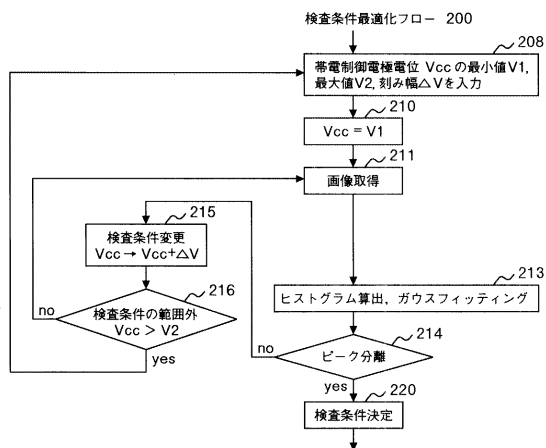 検査条件最適化フロー 200
208
帯電制御電極電位 Vccの最小値V1,
最大値V2, 刻み幅△Vを入力
210
Vcc = V1
211
画像取得
215
検査条件変更
Vcc → Vcc+△V
216
検査条件の範囲外
Vcc > V2
no
yes
213
ヒストグラム算出, ガウスフィッティング
214
ピーク分離
no
yes
220
検査条件決定